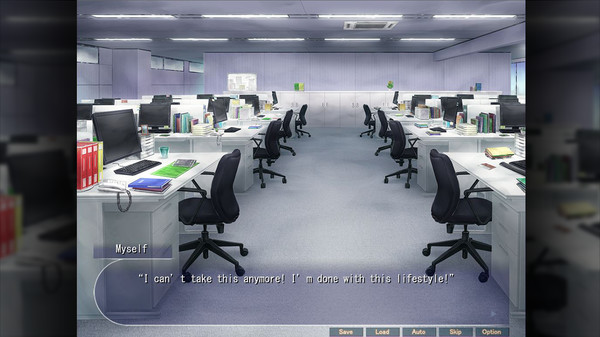 Myself
“I can’t take this anymore! I’m done with this lifestyle!”
Save Load Auto Skip Option